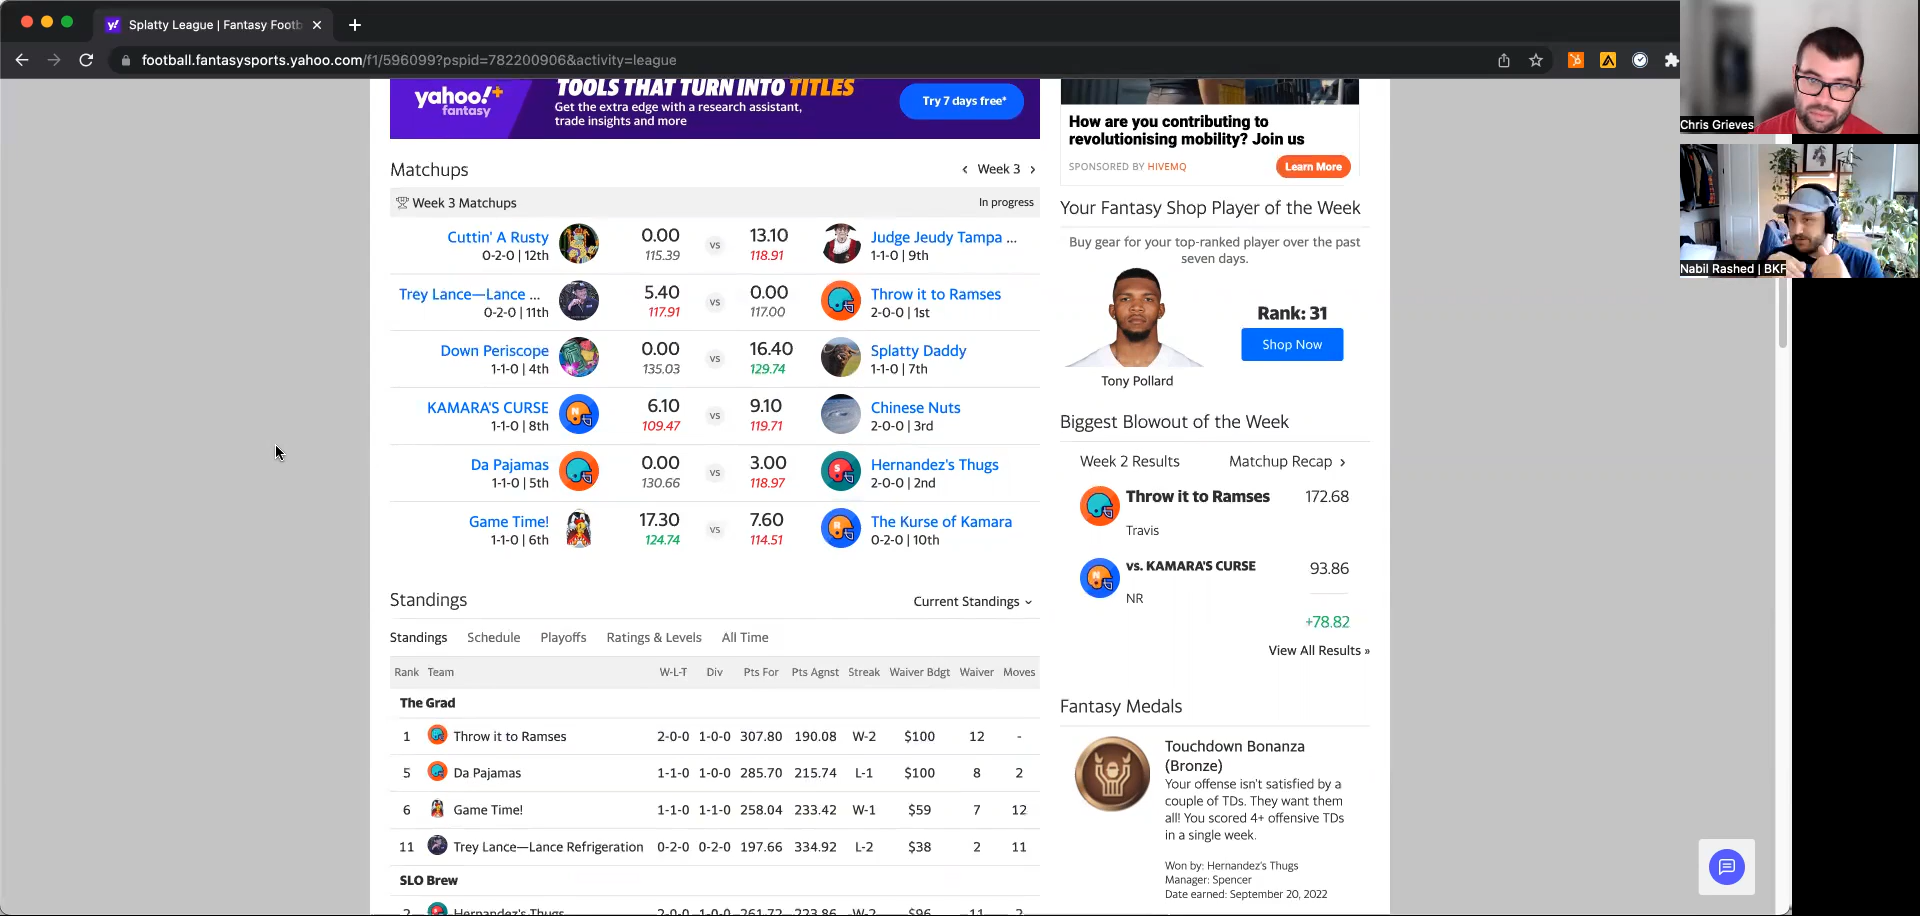 Splatty League | Fantasy Footb
football.fantasysports.yahoo.com/f1/596099?pspid=782200906&activity=league
yahoo!+
fantasy
TOOLS THAT TURN INTO TITLES
Get the extra edge with a research assistant,
trade insights and more
Try 7 days free*
How are you contributing to
revolutionising mobility? Join us
SPONSORED BY HIVEMQ
Learn More
Chris Grieves
Nabil Rashed | BKF
Matchups
Week 3
Week 3 Matchups
In progress
Cuttin' A Rusty 0.00 vs 13.10 Judge Jeudy Tampa ...
0-2-0 | 12th 115.39 118.91 1-1-0 | 9th
Trey Lance—Lance ... 5.40 vs 0.00 Throw it to Ramses
0-2-0 | 11th 117.91 117.00 2-0-0 | 1st
Down Periscope 0.00 vs 16.40 Splatty Daddy
1-1-0 | 4th 135.03 129.74 1-1-0 | 7th
KAMARA'S CURSE 6.10 vs 9.10 Chinese Nuts
1-1-0 | 8th 109.47 119.71 2-0-0 | 3rd
Da Pajamas 0.00 vs 3.00 Hernandez's Thugs
1-1-0 | 5th 130.66 118.97 2-0-0 | 2nd
Game Time! 17.30 vs 7.60 The Kurse of Kamara
1-1-0 | 6th 124.74 114.51 0-2-0 | 10th
Standings
Current Standings
Standings Schedule Playoffs Ratings & Levels All Time
Rank Team W-L-T Div Pts For Pts Agnst Streak Waiver Bdgt Waiver Moves
The Grad
1 Throw it to Ramses 2-0-0 1-0-0 307.80 190.08 W-2 $100 12 -
5 Da Pajamas 1-1-0 1-0-0 285.70 215.74 L-1 $100 8 2
6 Game Time! 1-1-0 1-1-0 258.04 233.42 W-1 $59 7 12
11 Trey Lance—Lance Refrigeration 0-2-0 0-2-0 197.66 334.92 L-2 $38 2 11
SLO Brew
2 Hernandez's Thugs 2-0-0 1-0-0 261.72 223.86 W-2 $96 11 2
Your Fantasy Shop Player of the Week
Buy gear for your top-ranked player over the past
seven days.
Rank: 31
Shop Now
Tony Pollard
Biggest Blowout of the Week
Week 2 Results Matchup Recap
Throw it to Ramses 172.68
Travis
vs. KAMARA'S CURSE 93.86
NR
+78.82
View All Results »
Fantasy Medals
Touchdown Bonanza
(Bronze)
Your offense isn't satisfied by a
couple of TDs. They want them
all! You scored 4+ offensive TDs
in a single week.
Won by: Hernandez's Thugs
Manager: Spencer
Date earned: September 20, 2022